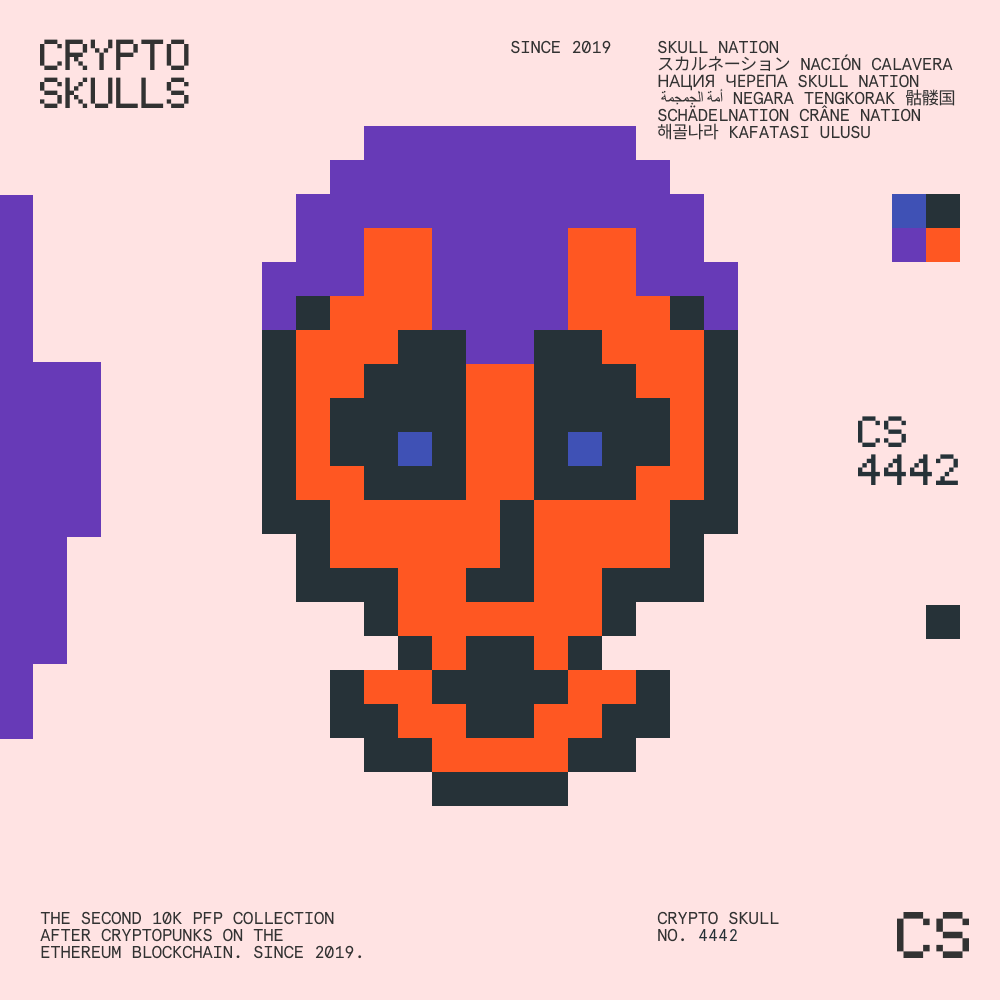 CRYPTO
SKULLS
SINCE 2019
SKULL NATION
スカルネーション NACIÓN CALAVERA
НАЦИЯ ЧЕРЕПА SKULL NATION
أمة الجمجمة NEGARA TENGKORAK 骷髅国
SCHÄDELNATION CRÂNE NATION
해골나라 KAFATASI ULUSU
CS
4442
THE SECOND 10K PFP COLLECTION
AFTER CRYPTOPUNKS ON THE
ETHEREUM BLOCKCHAIN. SINCE 2019.
CRYPTO SKULL
NO. 4442
CS